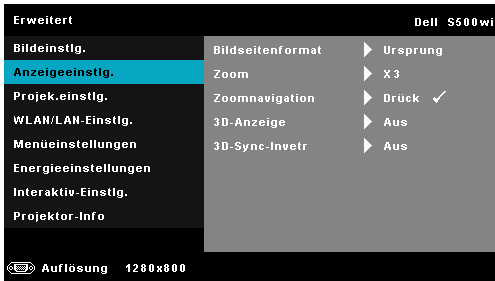 Erweitert
Dell S500wi
Bildeinstlg.
Anzeigeeinstlg.
Projek.einstlg.
WLAN/LAN-Einstlg.
Menüeinstellungen
Energieeinstellungen
Interaktiv-Einstlg.
Projektor-Info
Bildseitenformat Ursprung
Zoom X3
Zoomnavigation Drück ✓
3D-Anzeige Aus
3D-Sync-Invetr Aus
Auflösung 1280x800